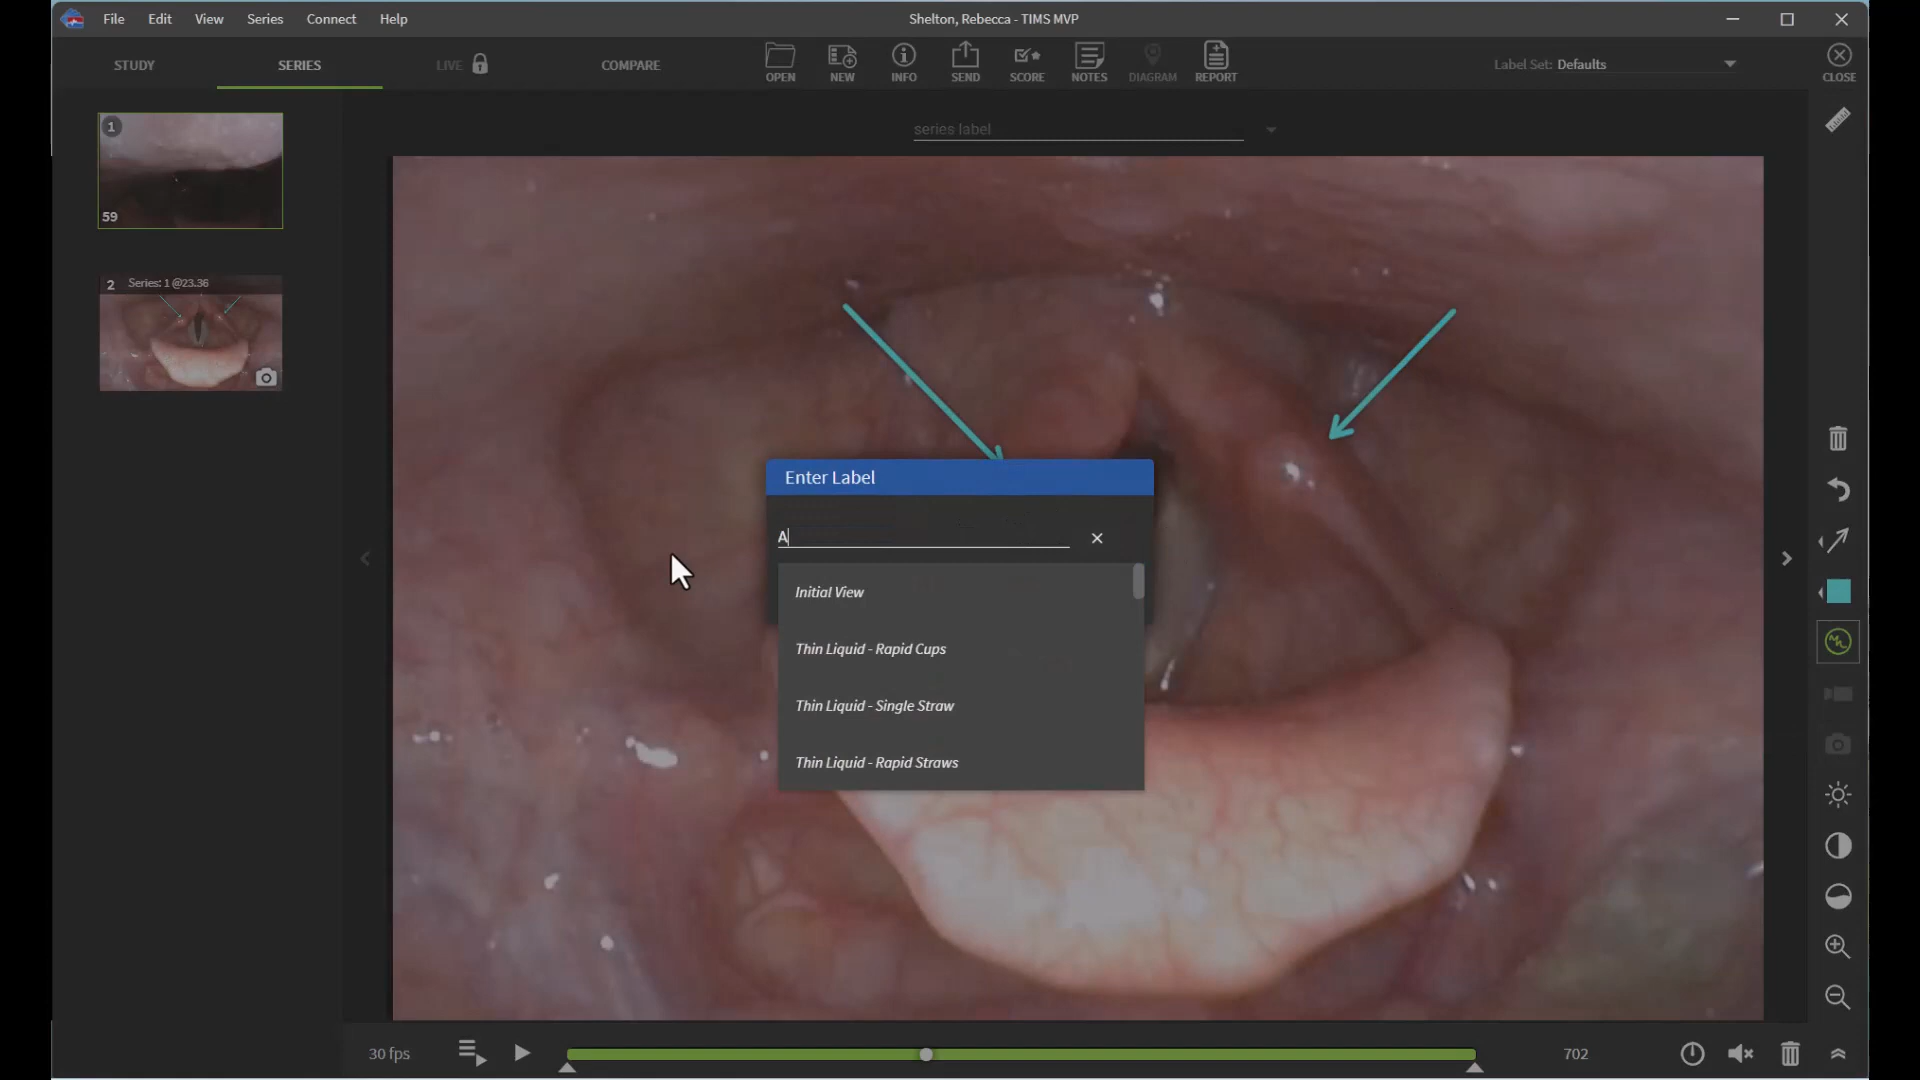 File Edit View Series Connect Help
Shelton, Rebecca - TIMS MVP
STUDY SERIES LIVE COMPARE
OPEN NEW INFO SEND SCORE NOTES DIAGRAM REPORT
Label Set: Defaults
CLOSE
series label
1
59
2 Series: 1 @23.36
Enter Label
A
Initial View
Thin Liquid - Rapid Cups
Thin Liquid - Single Straw
Thin Liquid - Rapid Straws
30 fps
702